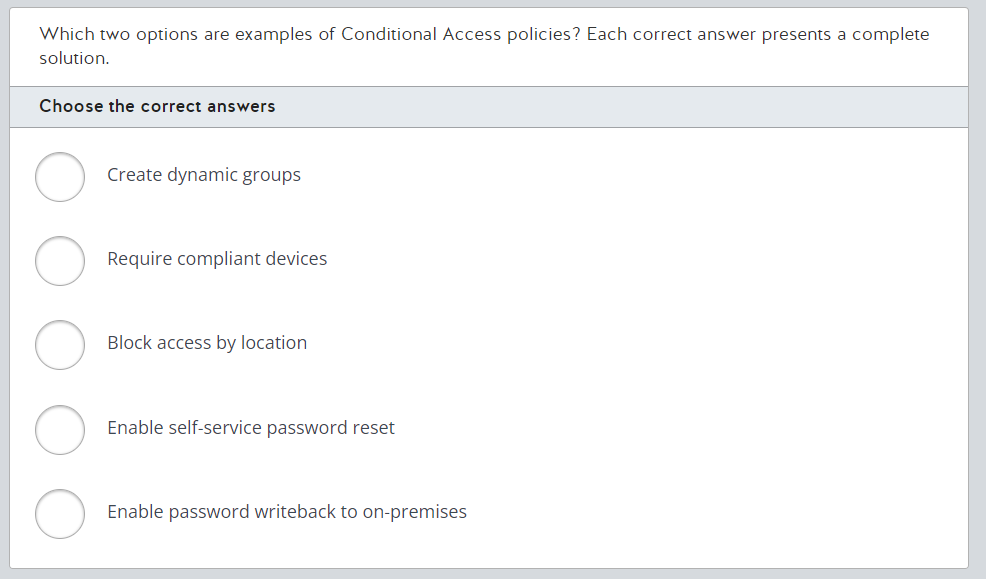 Which two options are examples of Conditional Access policies? Each correct answer presents a complete
solution.
Choose the correct answers
Create dynamic groups
Require compliant devices
Block access by location
Enable self-service password reset
Enable password writeback to on-premises